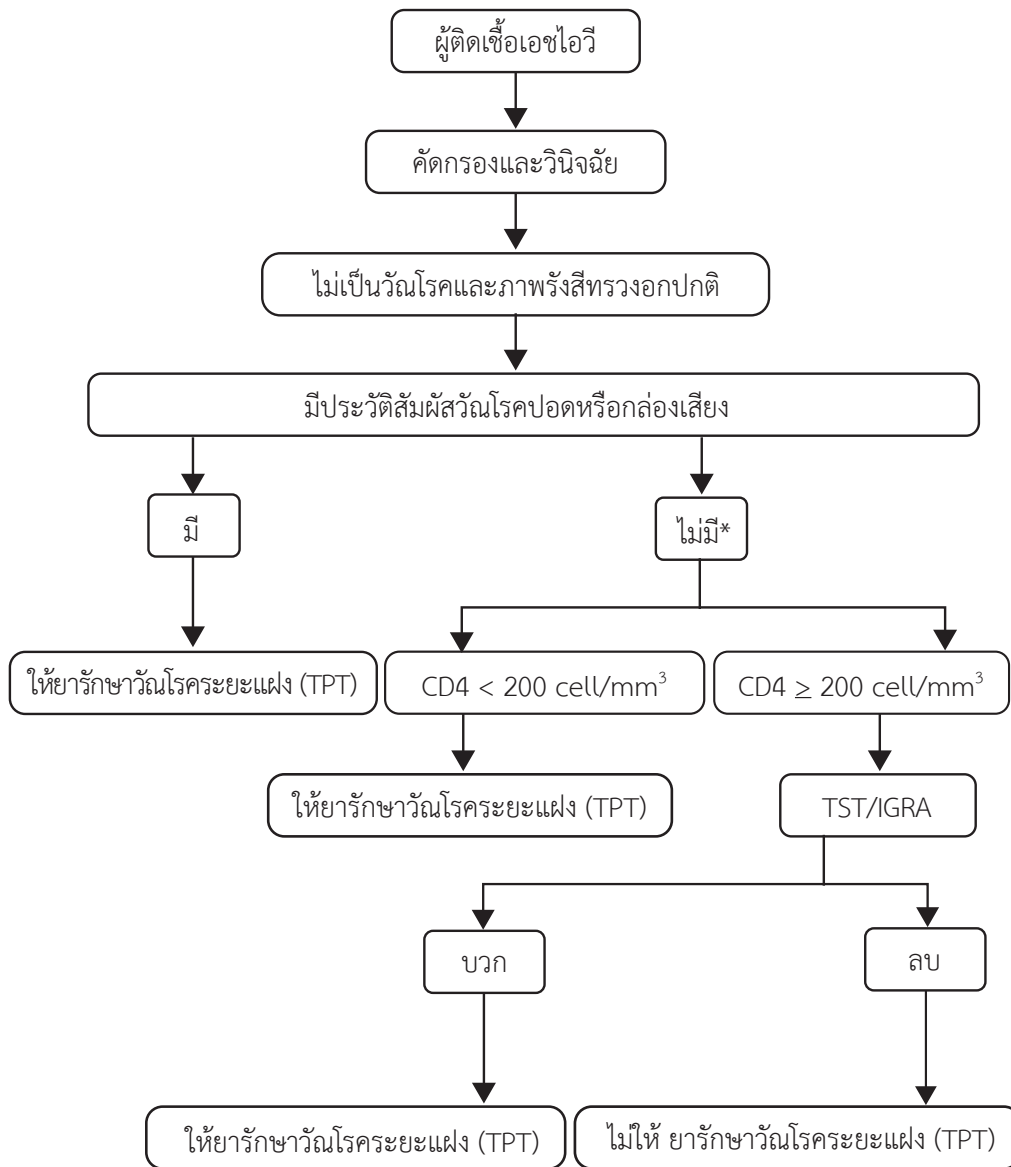 ผู้ติดเชื้อเอชไอวี
คัดกรองและวินิจฉัย
ไม่เป็นวัณโรคและภาพรังสีทรวงอกปกติ
มีประวัติสัมผัสวัณโรคปอดหรือกล่องเสียง
มี
ไม่มี*
ให้ยารักษาวัณโรคระยะแฝง (TPT)
CD4 < 200 cell/mm³
CD4 ≥ 200 cell/mm³
ให้ยารักษาวัณโรคระยะแฝง (TPT)
TST/IGRA
บวก
ลบ
ให้ยารักษาวัณโรคระยะแฝง (TPT)
ไม่ให้ ยารักษาวัณโรคระยะแฝง (TPT)